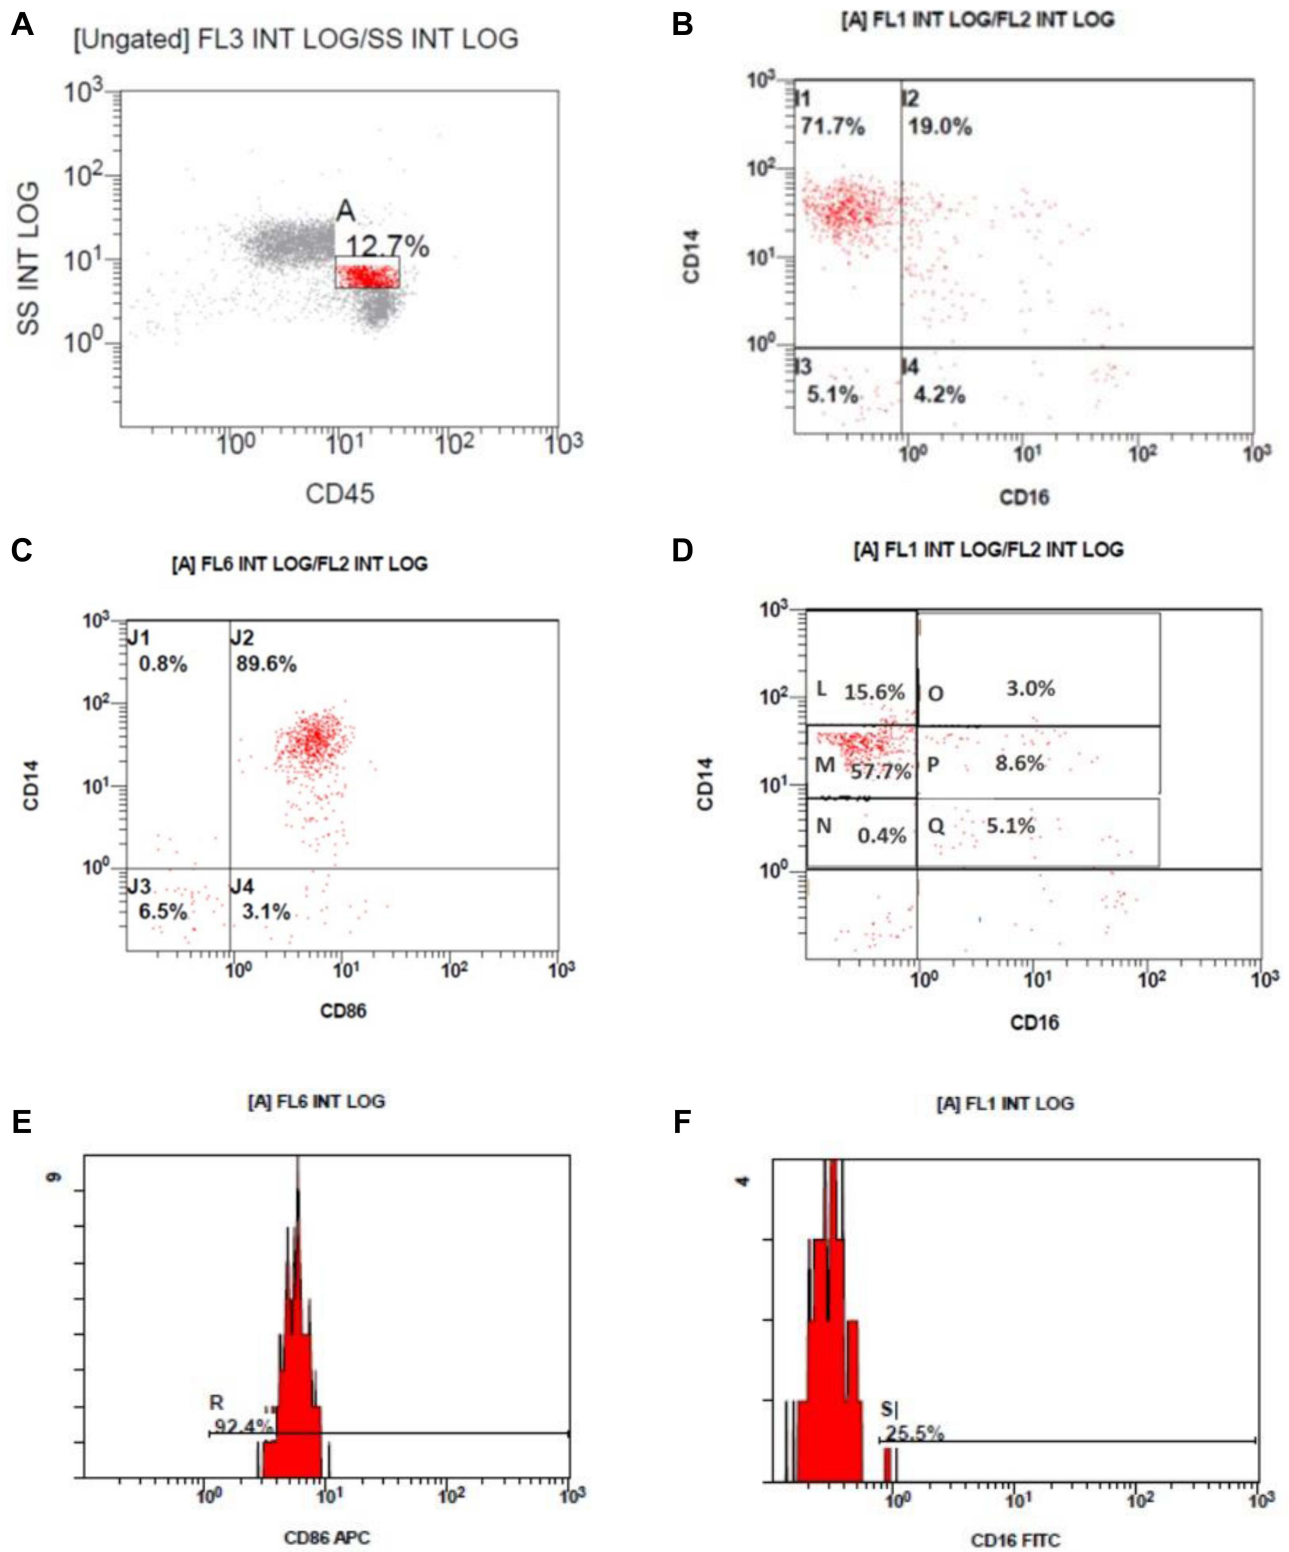 A
[Ungated] FL3 INT LOG/SS INT LOG
10³
10²
10¹
10⁰
SS INT LOG
A
12.7%
10⁰ 10¹ 10² 10³
CD45
B
[A] FL1 INT LOG/FL2 INT LOG
10³
10²
10¹
10⁰
CD14
I1
71.7%
I2
19.0%
I3
5.1%
I4
4.2%
10⁰ 10¹ 10² 10³
CD16
C
[A] FL6 INT LOG/FL2 INT LOG
10³
10²
10¹
10⁰
CD14
J1
0.8%
J2
89.6%
J3
6.5%
J4
3.1%
10⁰ 10¹ 10² 10³
CD86
D
[A] FL1 INT LOG/FL2 INT LOG
10³
10²
10¹
10⁰
CD14
L 15.6% O 3.0%
M 57.7% P 8.6%
N 0.4% Q 5.1%
10⁰ 10¹ 10² 10³
CD16
E
[A] FL6 INT LOG
9
R
92.4%
10⁰ 10¹ 10² 10³
CD86 APC
F
[A] FL1 INT LOG
4
S
25.5%
10⁰ 10¹ 10² 10³
CD16 FITC